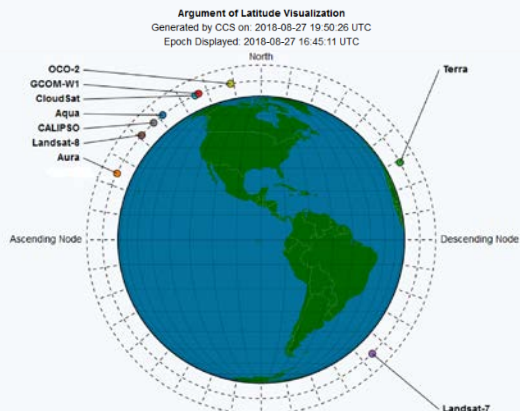 Argument of Latitude Visualization
Generated by CCS on: 2018-08-27 19:50:26 UTC
Epoch Displayed: 2018-08-27 16:45:11 UTC
North
OCO-2
Terra
GCOM-W1
CloudSat
Aqua
CALIPSO
Landsat-8
Aura
Ascending Node
Descending Node
Landsat-7